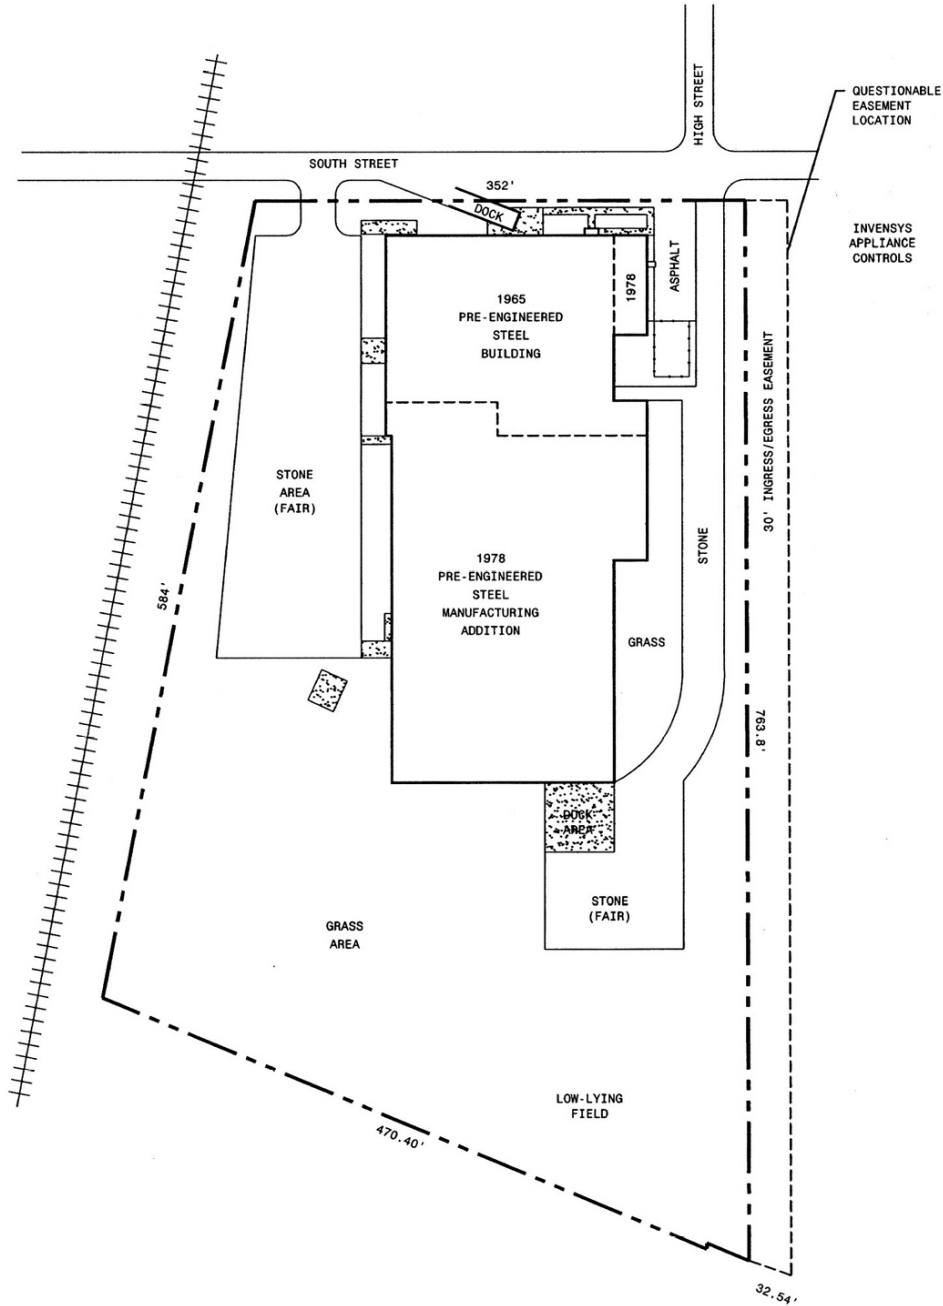 HIGH STREET
QUESTIONABLE
EASEMENT
LOCATION
SOUTH STREET
352'
DOCK
INVENSYS
APPLIANCE
CONTROLS
ASPHALT
1978
1965
PRE-ENGINEERED
STEEL
BUILDING
30' INGRESS/EGRESS EASEMENT
STONE
AREA
(FAIR)
STONE
1978
PRE-ENGINEERED
STEEL
MANUFACTURING
ADDITION
584'
GRASS
763.8'
DOCK
AREA
STONE
(FAIR)
GRASS
AREA
LOW-LYING
FIELD
470.40'
32.54'